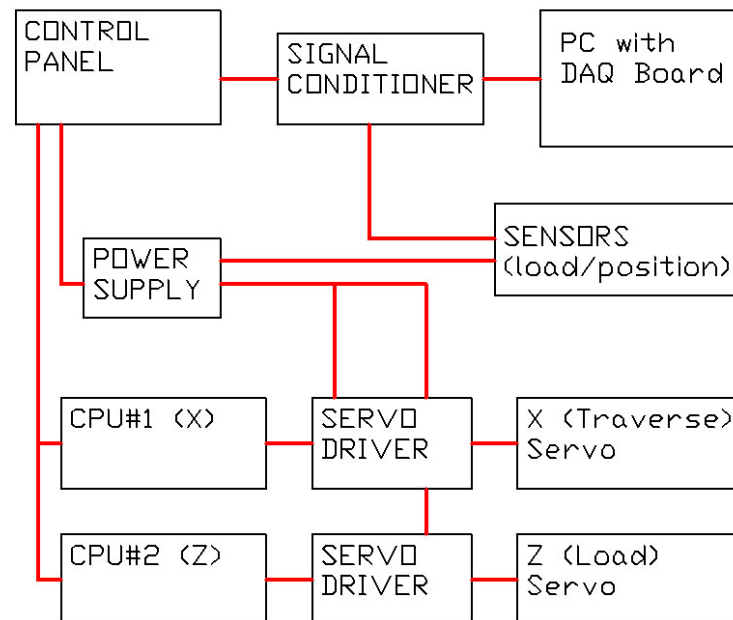 CONTROL
PANEL
SIGNAL
CONDITIONER
PC with
DAQ Board
POWER
SUPPLY
SENSORS
(load/position)
CPU#1 (X)
SERVO
DRIVER
X (Traverse)
Servo
CPU#2 (Z)
SERVO
DRIVER
Z (Load)
Servo